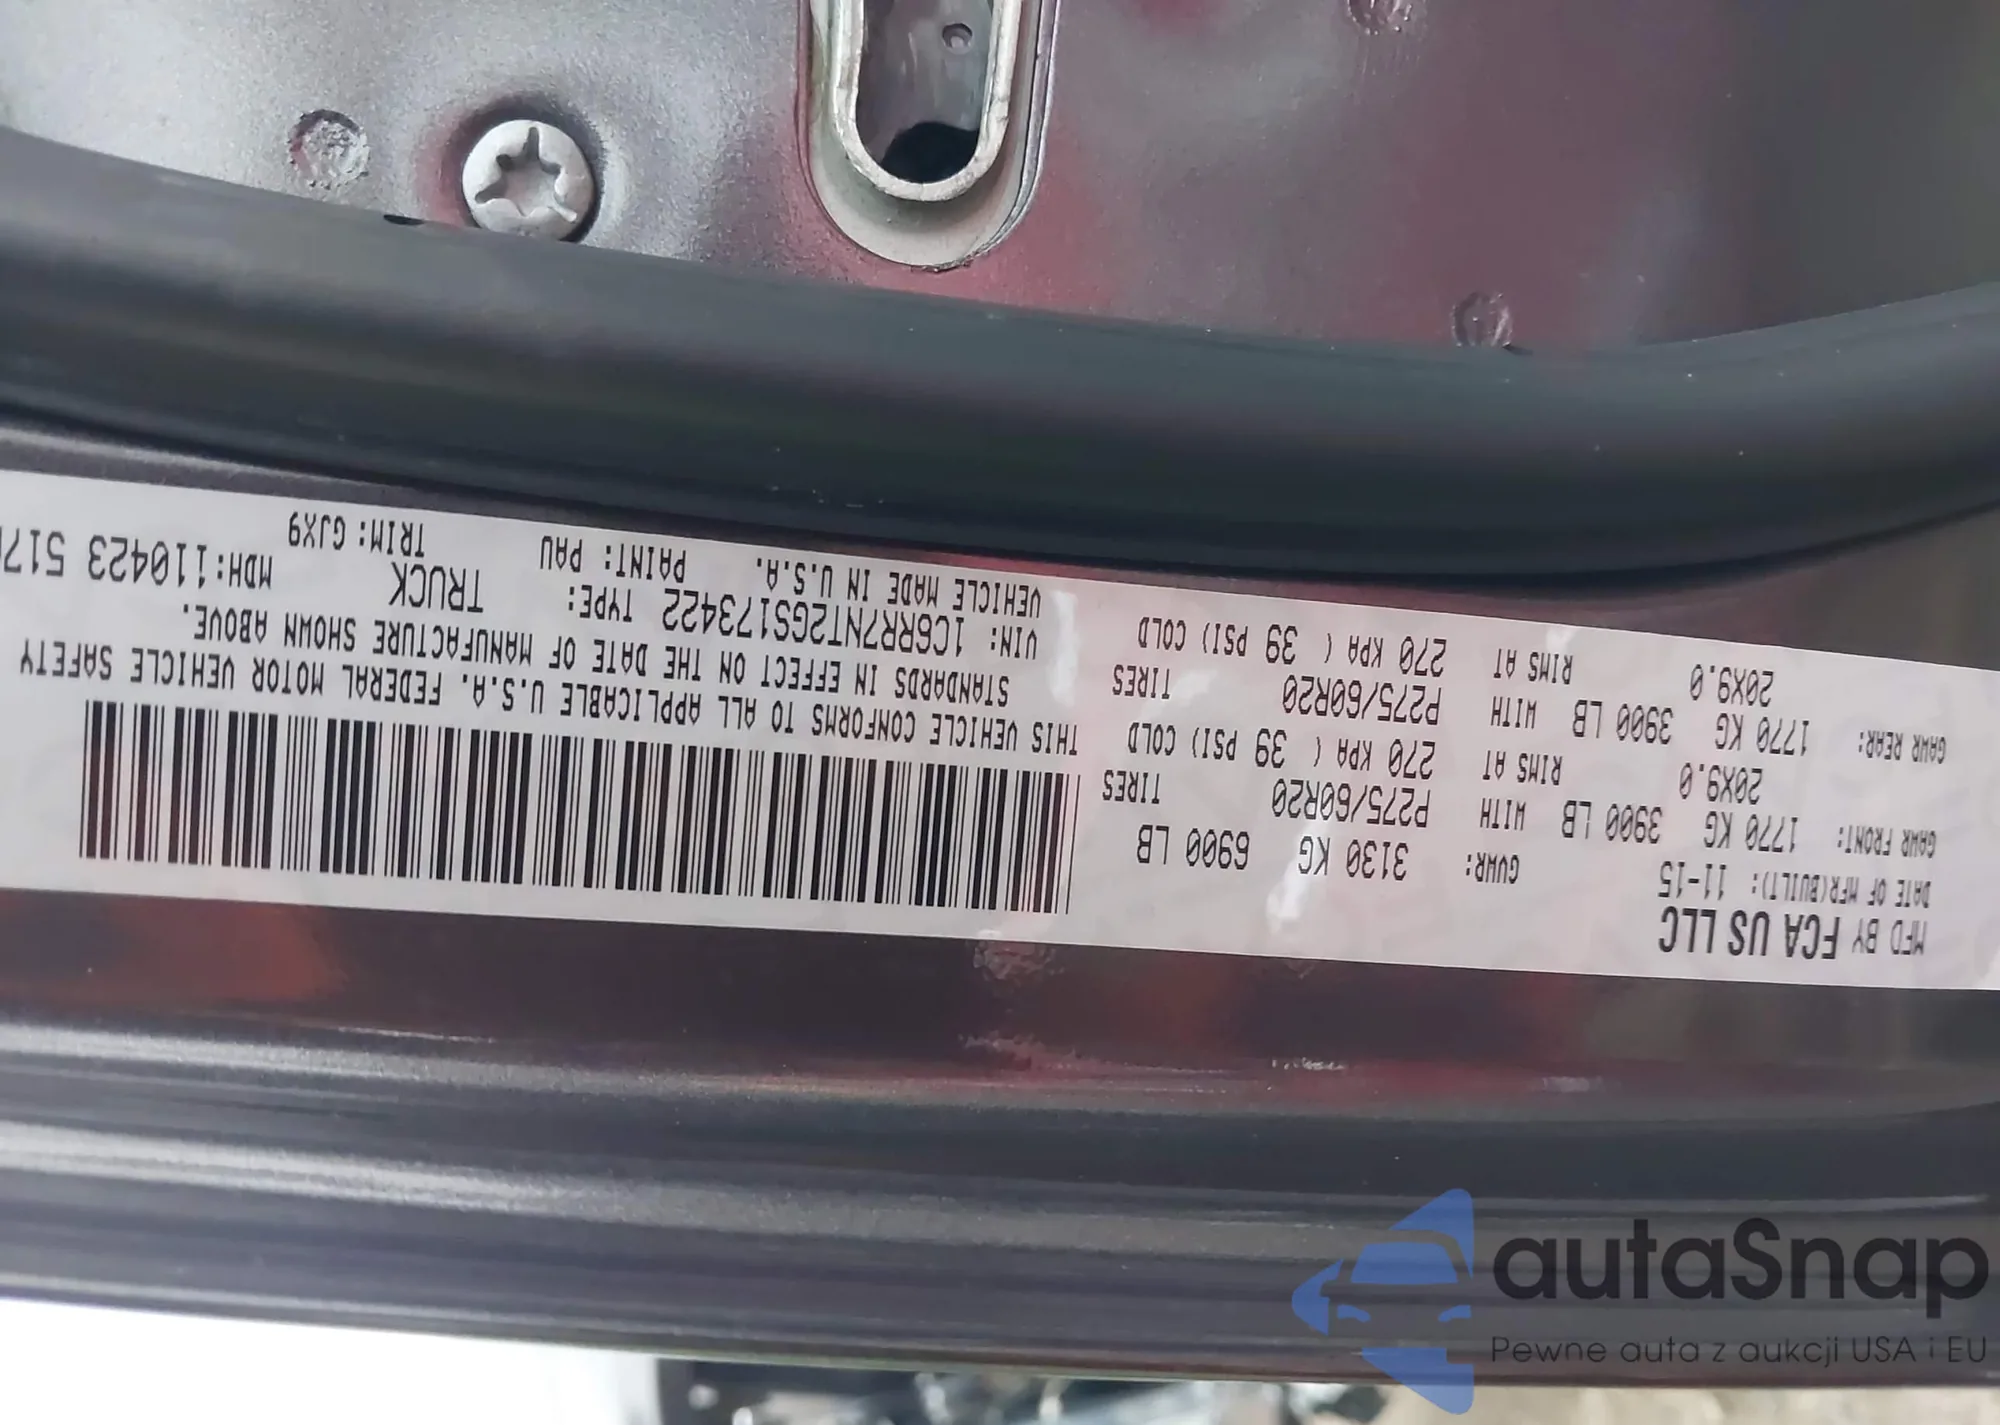 MFD BY FCA US LLC
DATE OF MFR(BUILT): 11-15
GVWR: 3130 KG 6900 LB
GAWR FRONT: 1770 KG 3900 LB WITH P275/60R20 TIRES
20X9.0 RIMS AT 270 KPA ( 39 PSI) COLD
GAWR REAR: 1770 KG 3900 LB WITH P275/60R20 TIRES
20X9.0 RIMS AT 270 KPA ( 39 PSI) COLD
THIS VEHICLE CONFORMS TO ALL APPLICABLE U.S.A. FEDERAL MOTOR VEHICLE SAFETY
STANDARDS IN EFFECT ON THE DATE OF MANUFACTURE SHOWN ABOVE.
VIN: 1C6RR7NT2GS173422 TYPE: TRUCK MDH:110423 517
VEHICLE MADE IN U.S.A. PAINT: PAU TRIM: GJX9
autaSnap
Pewne auta z aukcji USA i EU